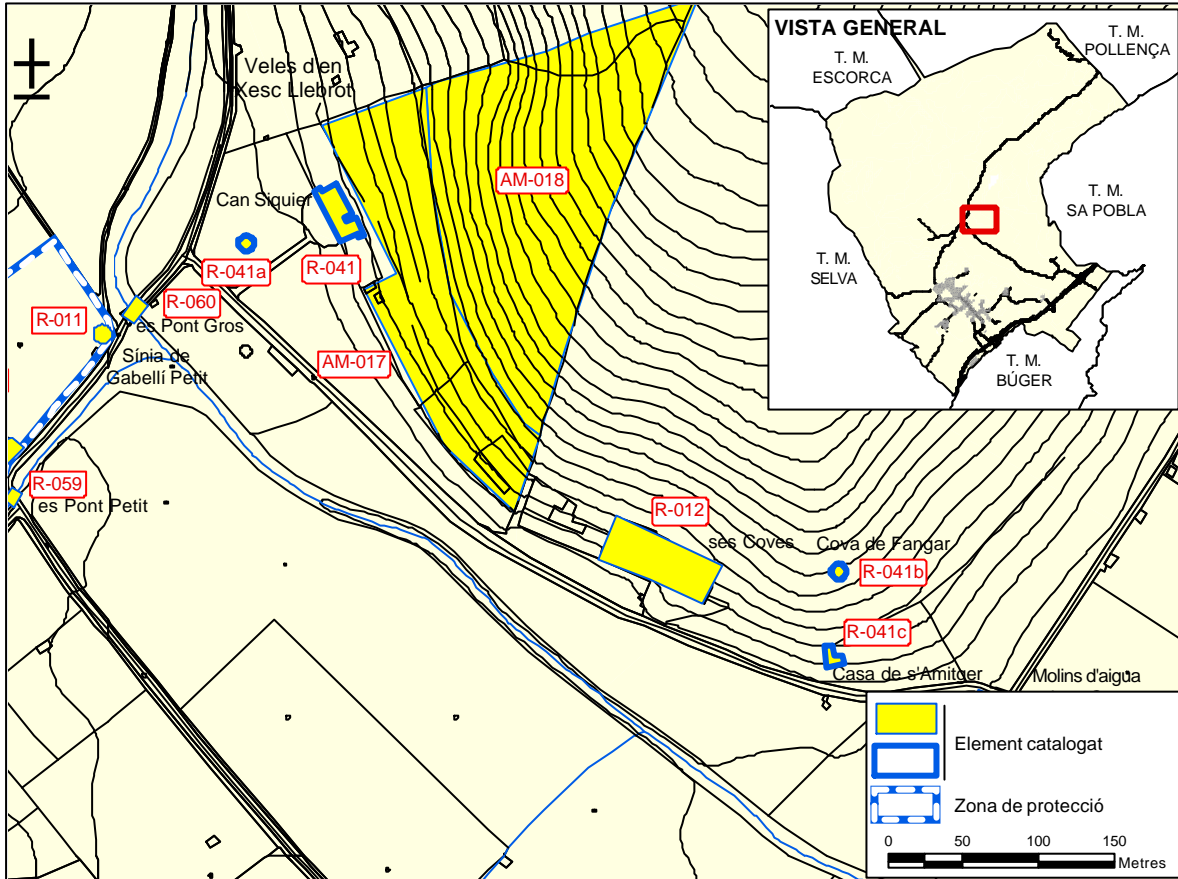 VISTA GENERAL
T. M.
ESCORCA
T. M.
POLLENÇA
T. M.
SA POBLA
T. M.
SELVA
T. M.
BÚGER
Veles d'en
Xesc Llebrot
AM-018
Can Siquier
R-041a
R-041
R-060
es Pont Gros
R-011
Sínia de
Gabellí Petit
AM-017
R-059
es Pont Petit
R-012
ses Coves
Cova de Fangar
R-041b
R-041c
Casa de s'Amitger
Molins d'aigua
Element catalogat
Zona de protecció
0 50 100 150
Metres